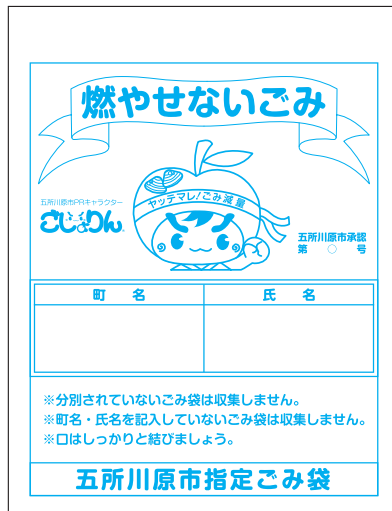 燃やせないごみ
ヤッテマレ!ごみ減量
五所川原市PRキャラクター
ごしょりん
五所川原市承認
第 ○ 号
町 名
氏 名
※分別されていないごみ袋は収集しません。
※町名・氏名を記入していないごみ袋は収集しません。
※口はしっかりと結びましょう。
五所川原市指定ごみ袋